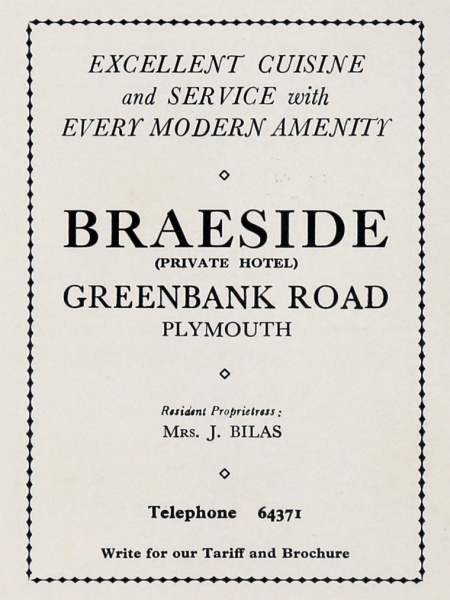 EXCELLENT CUISINE
and SERVICE with
EVERY MODERN AMENITY
BRAESIDE
(PRIVATE HOTEL)
GREENBANK ROAD
PLYMOUTH
Resident Proprietress:
MRS. J. BILAS
Telephone 64371
Write for our Tariff and Brochure